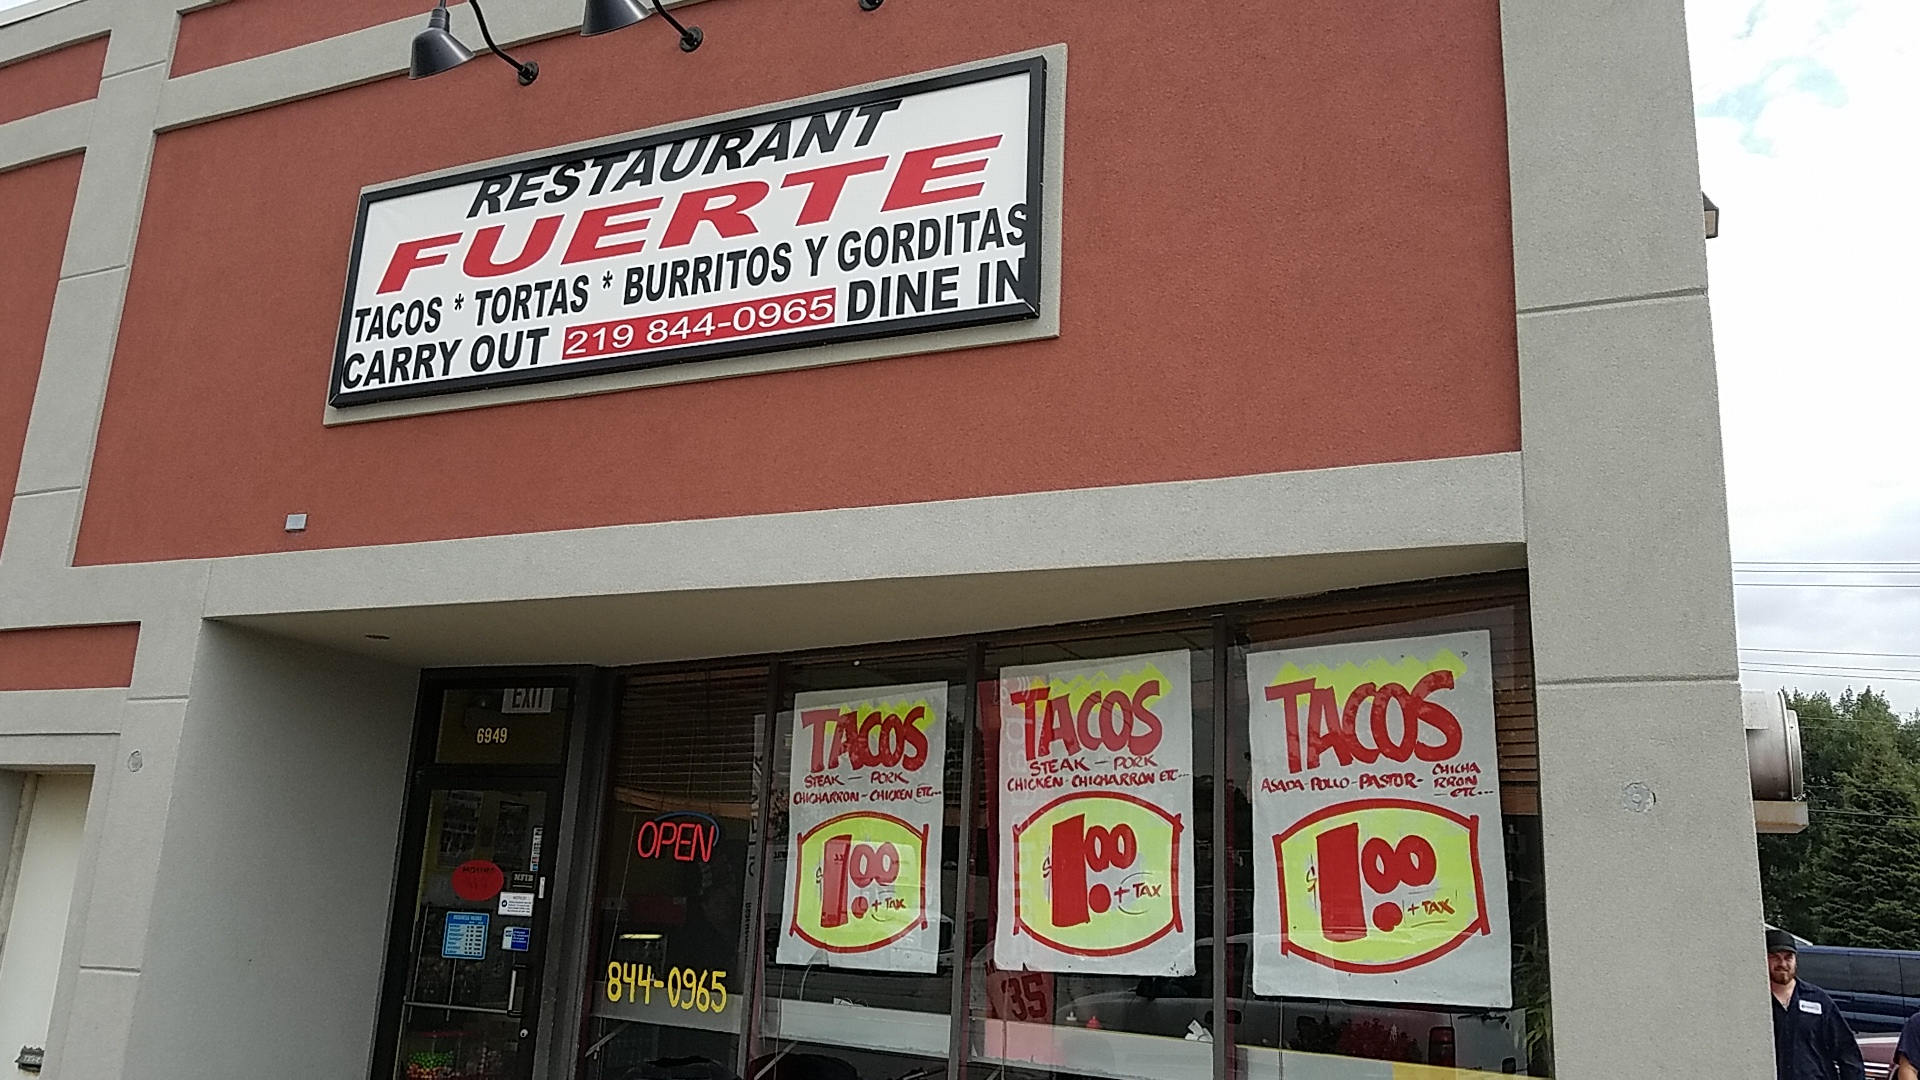 RESTAURANT
FUERTE
TACOS * TORTAS * BURRITOS Y GORDITAS
CARRY OUT 219 844-0965 DINE IN
EXIT
6949
OPEN
844-0965
TACOS
STEAK - PORK
CHICHARRON - CHICKEN ETC...
$1.00
+ TAX
TACOS
STEAK - PORK
CHICKEN - CHICHARRON ETC...
$1.00
+ TAX
TACOS
ASADA - POLLO - PASTOR - CHICHA
RRON
ETC...
$1.00
+ TAX
35